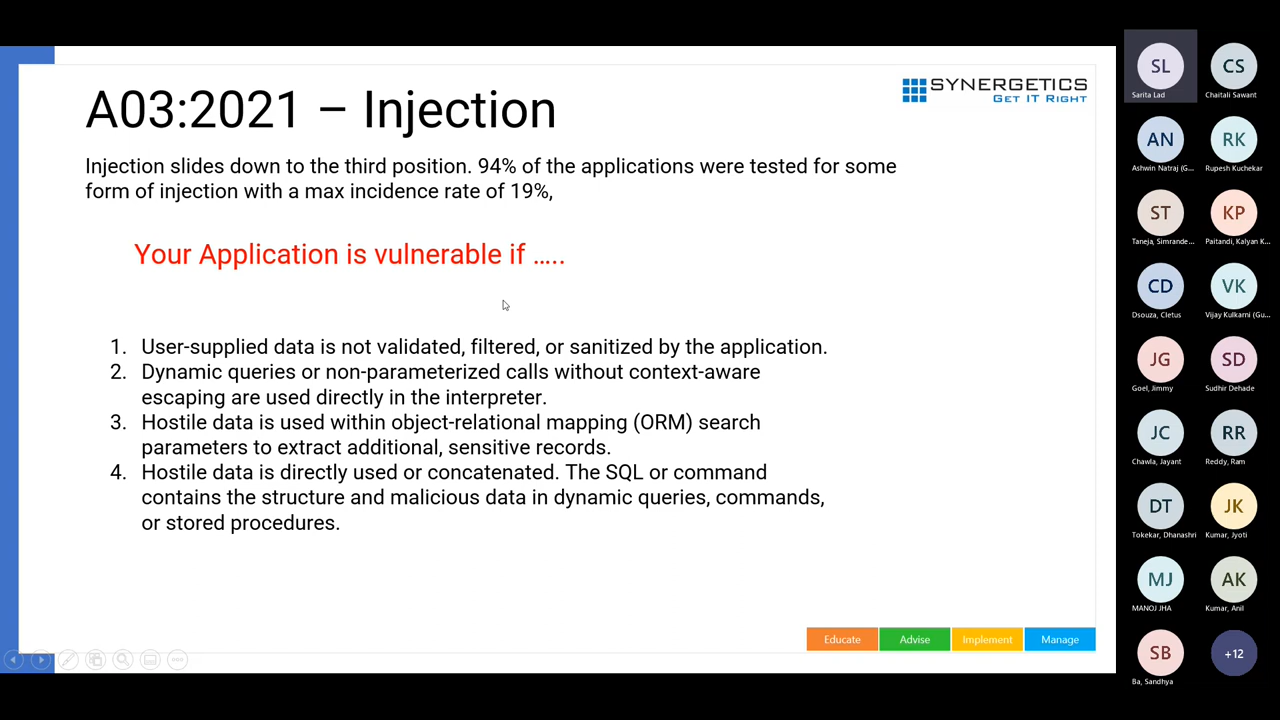 A03:2021 – Injection
SYNERGETICS
GET IT RIGHT
Injection slides down to the third position. 94% of the applications were tested for some
form of injection with a max incidence rate of 19%,
Your Application is vulnerable if …..
1. User-supplied data is not validated, filtered, or sanitized by the application.
2. Dynamic queries or non-parameterized calls without context-aware
escaping are used directly in the interpreter.
3. Hostile data is used within object-relational mapping (ORM) search
parameters to extract additional, sensitive records.
4. Hostile data is directly used or concatenated. The SQL or command
contains the structure and malicious data in dynamic queries, commands,
or stored procedures.
Educate Advise Implement Manage
SL CS
Sarita Lad Chaitali Sawant
AN RK
Ashwin Natraj (G... Rupesh Kuchekar
ST KP
Taneja, Simrande... Paitandi, Kalyan K...
CD VK
Dsouza, Cletus Vijay Kulkarni (Gu...
JG SD
Goel, Jimmy Sudhir Dehade
JC RR
Chawla, Jayant Reddy, Ram
DT JK
Tokekar, Dhanashri Kumar, Jyoti
MJ AK
MANOJ JHA Kumar, Anil
SB +12
Ba, Sandhya